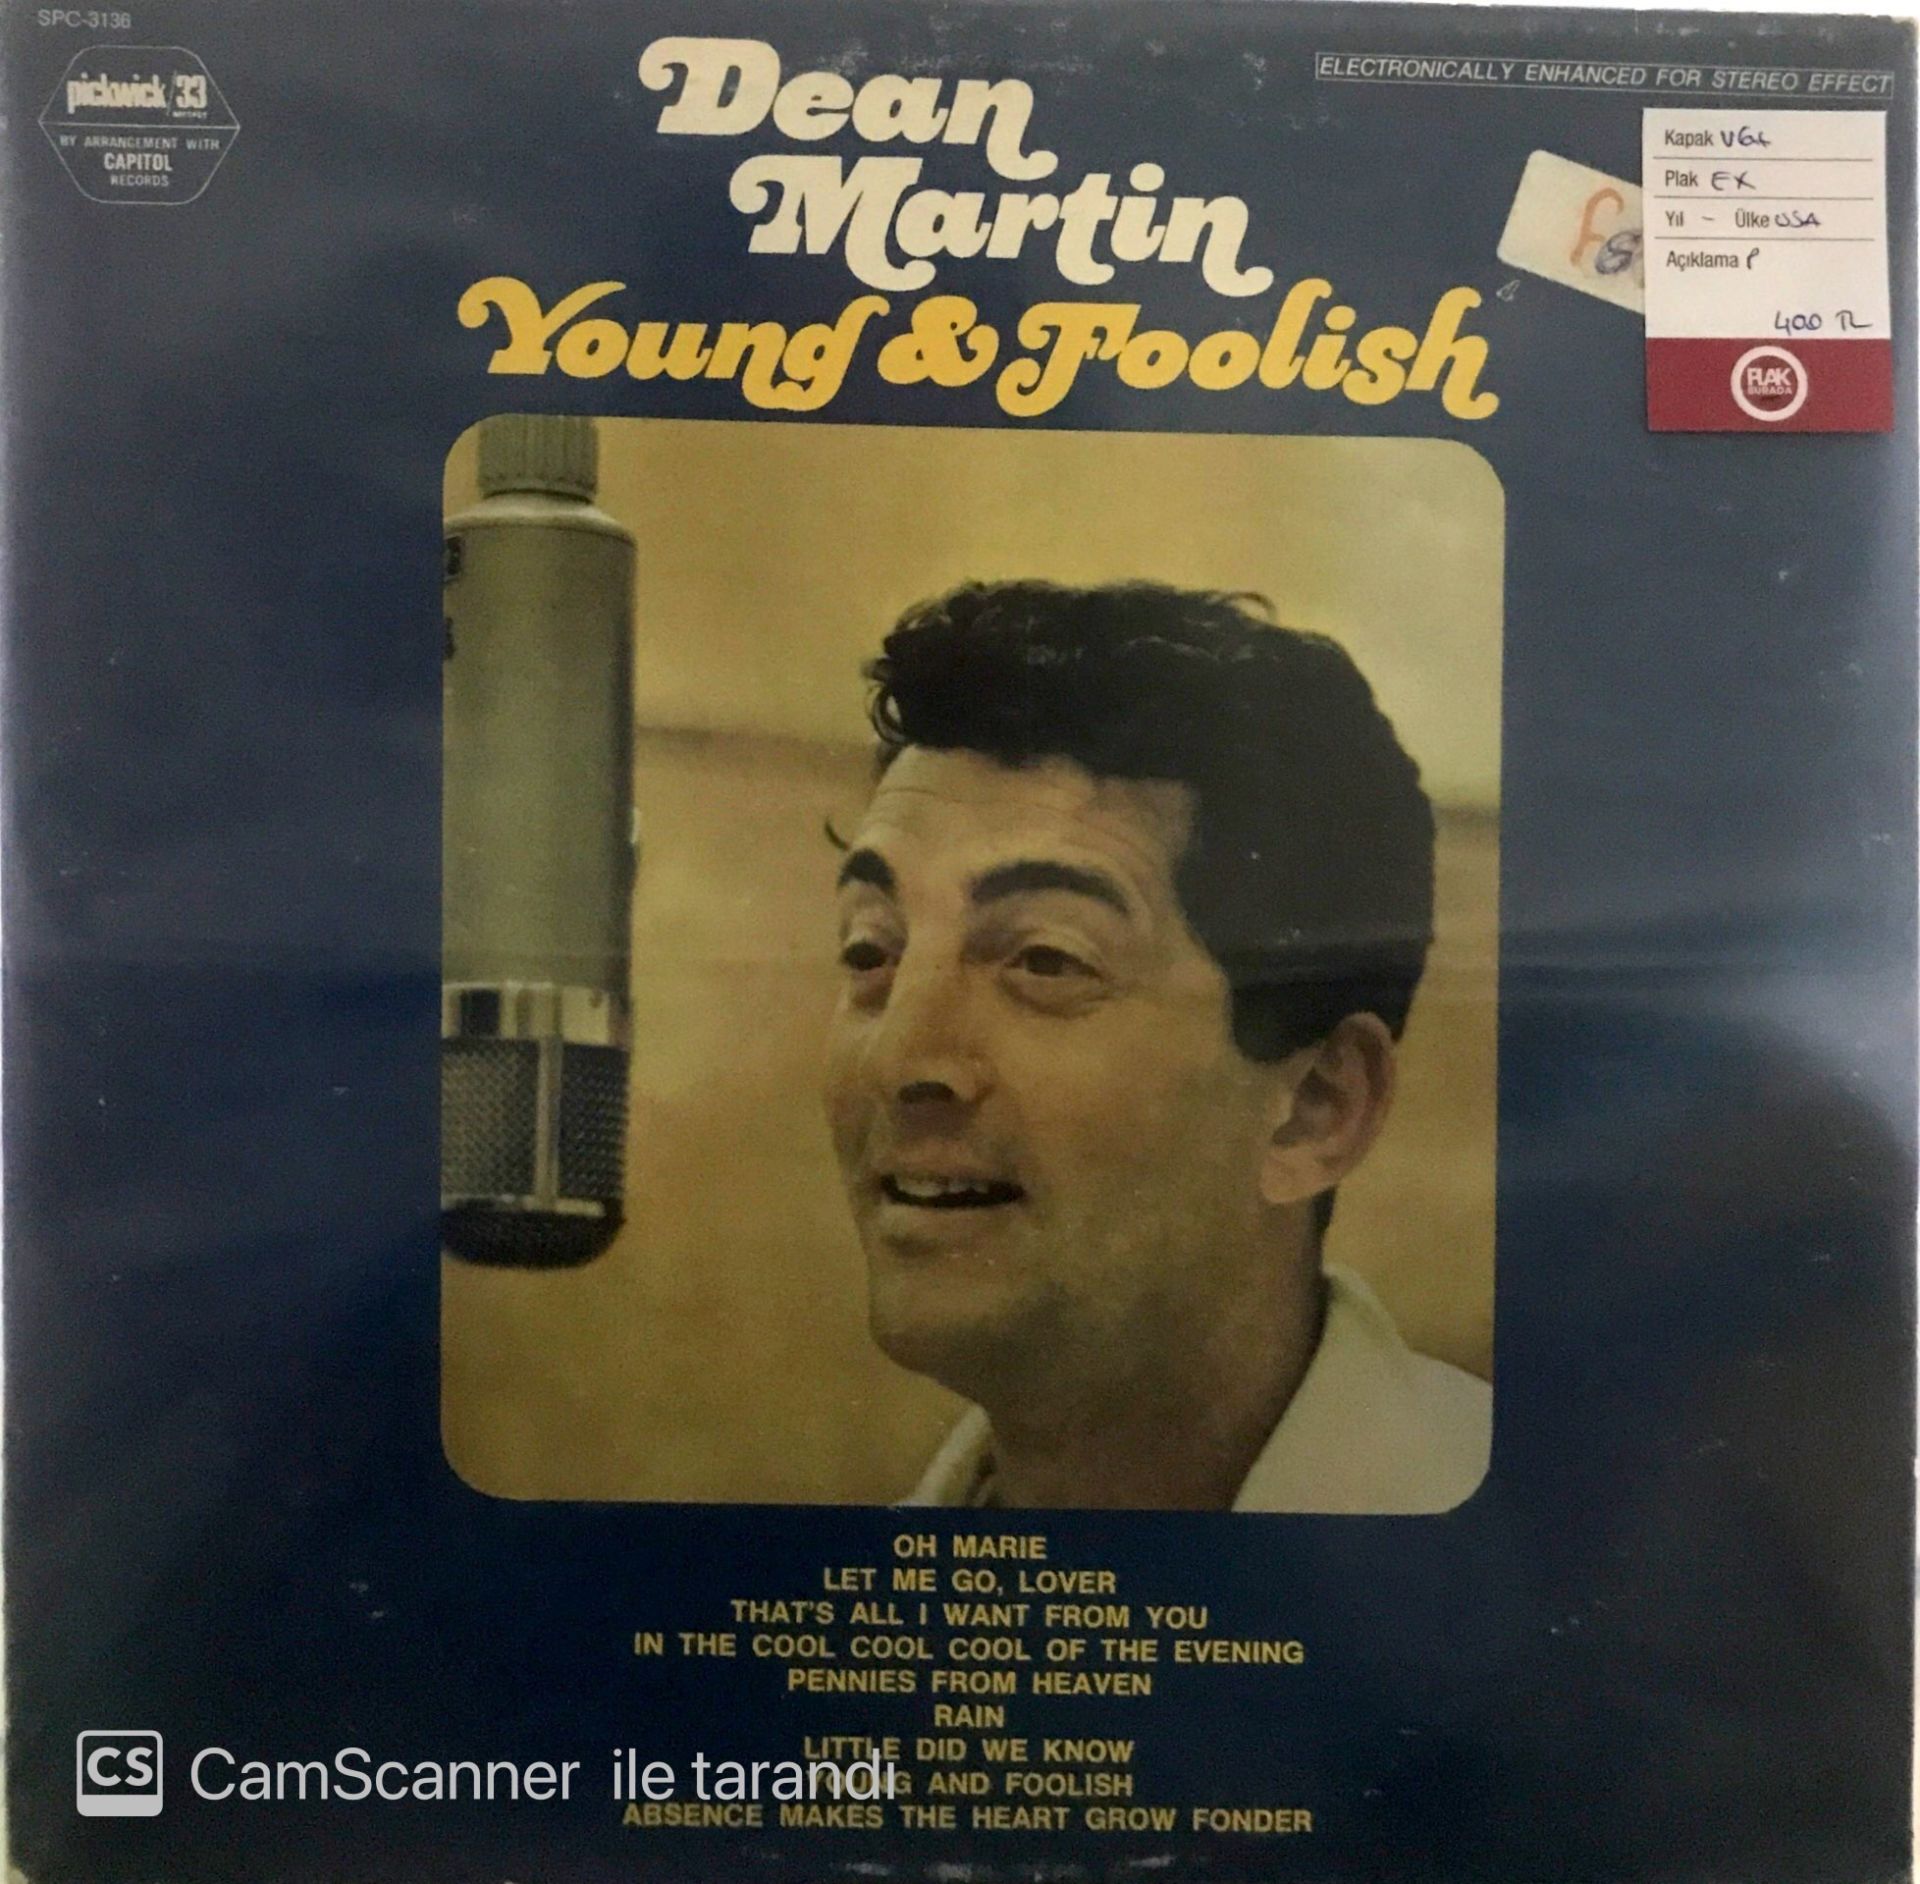 SPC-3136
pickwick/33
BY ARRANGEMENT WITH
CAPITOL
RECORDS
Dean
Martin
Young & Foolish
ELECTRONICALLY ENHANCED FOR STEREO EFFECT
Kapak VG+
Plak EX
Yıl - Ülke USA
Açıklama P
400 TL
PLAK
BURADA
OH MARIE
LET ME GO, LOVER
THAT'S ALL I WANT FROM YOU
IN THE COOL COOL COOL OF THE EVENING
PENNIES FROM HEAVEN
RAIN
LITTLE DID WE KNOW
YOUNG AND FOOLISH
ABSENCE MAKES THE HEART GROW FONDER
CS CamScanner ile tarandı